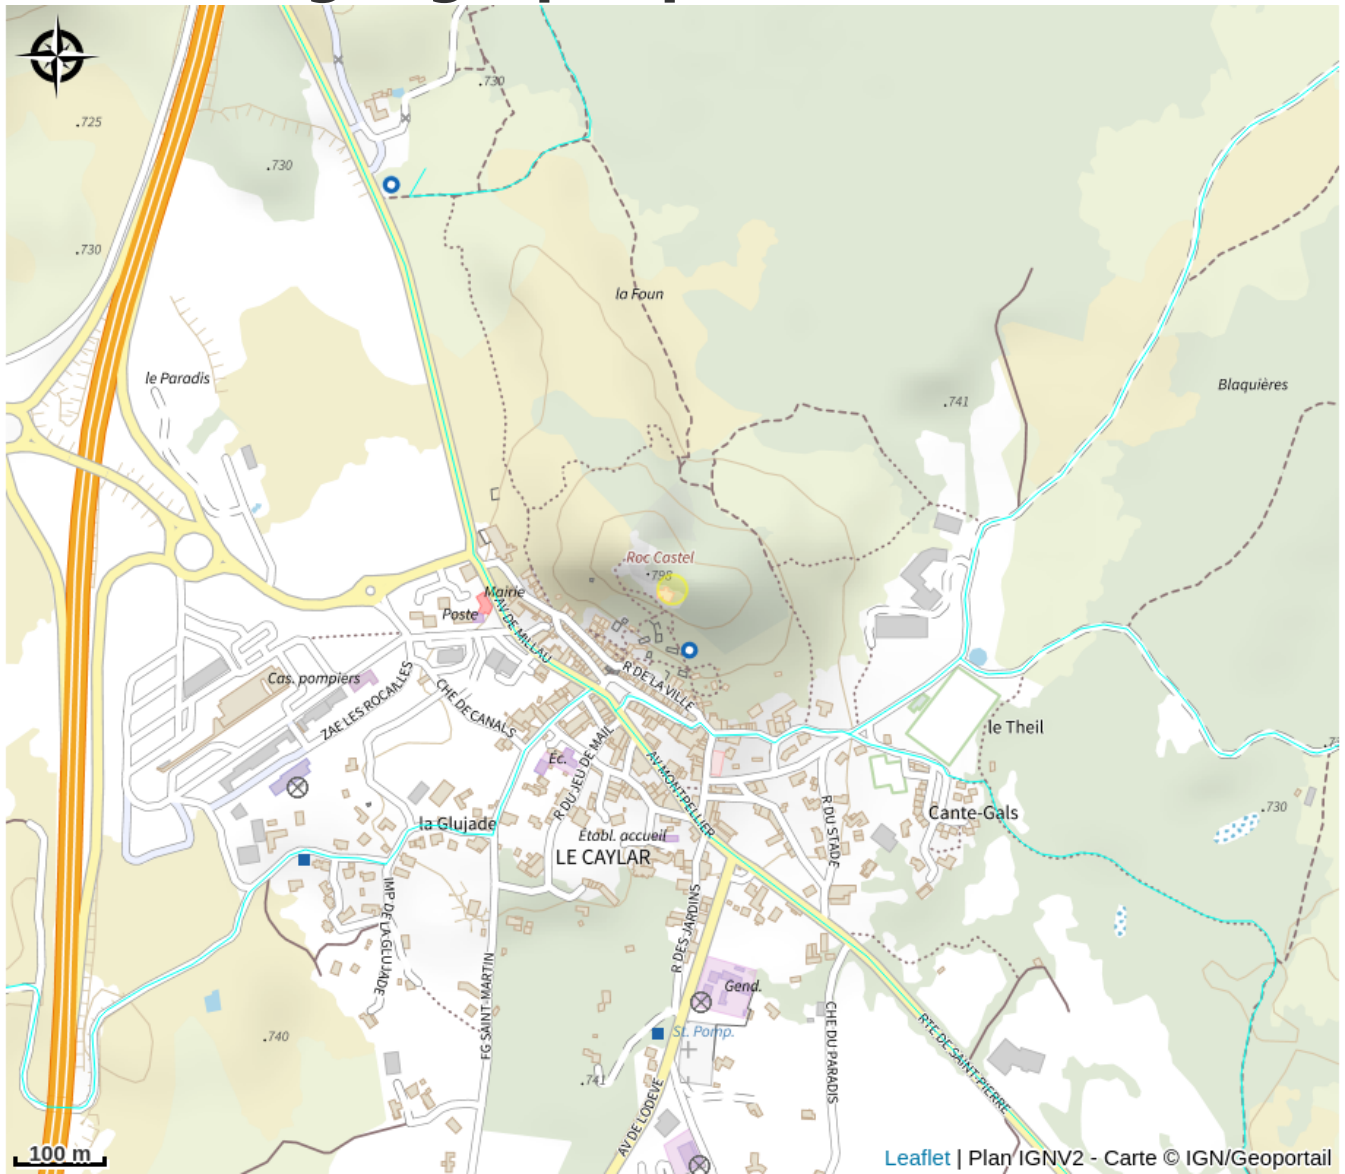 .730
.725
.730
.730
la Foun
le Paradis
Blaquières
.741
Roc Castel
.798
Mairie
Poste
AV DE MILLAU
R DE LA VILLE
Cas. pompiers
ZAE LES ROCAILLES
CHE DE CANALS
le Theil
Éc.
R DU JEU DE MAIL
AV MONTPELLIER
R DU STADE
.730
Cante-Gals
la Glujade
Établ. accueil
LE CAYLAR
IMP DE LA GLUJADE
R DES JARDINS
FG SAINT-MARTIN
Gend.
St. Pomp.
.740
.741
CHE DU PARADIS
RTE DE SAINT-PIERRE
AV DE LODEVE
100 m
Leaflet | Plan IGNV2 - Carte © IGN/Geoportail